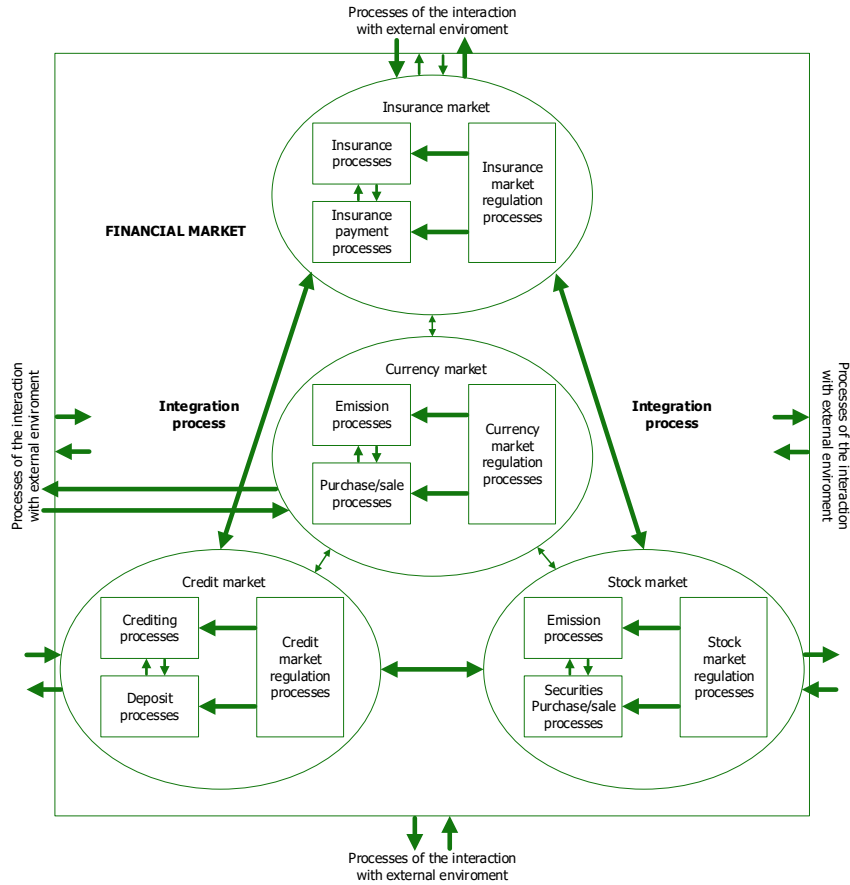 Processes of the interaction
with external enviroment
Insurance market
Insurance
processes
Insurance
payment
processes
Insurance
market
regulation
processes
FINANCIAL MARKET
Currency market
Emission
processes
Purchase/sale
processes
Currency
market
regulation
processes
Integration
process
Integration
process
Processes of the interaction
with external enviroment
Processes of the interaction
with external enviroment
Credit market
Crediting
processes
Deposit
processes
Credit
market
regulation
processes
Stock market
Emission
processes
Securities
Purchase/sale
processes
Stock
market
regulation
processes
Processes of the interaction
with external enviroment